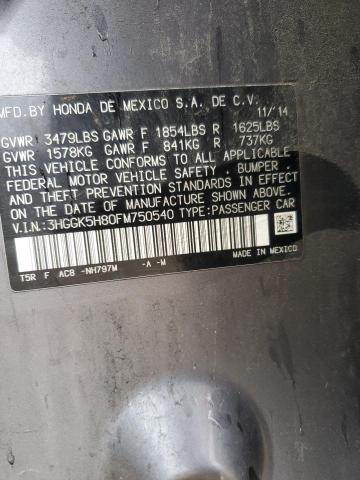 MFD.BY HONDA DE MEXICO S.A. DE C.V. 11/14
GVWR 3479LBS GAWR F 1854LBS R 1625LBS
GVWR 1578KG GAWR F 841KG R 737KG
THIS VEHICLE CONFORMS TO ALL APPLICABLE
FEDERAL MOTOR VEHICLE SAFETY , BUMPER ,
AND THEFT PREVENTION STANDARDS IN EFFECT ON
THE DATE OF MANUFACTURE SHOWN ABOVE.
V.I.N:3HGGK5H80FM750540 TYPE:PASSENGER CAR
T5R F AC8 -NH797M -A -M MADE IN MEXICO